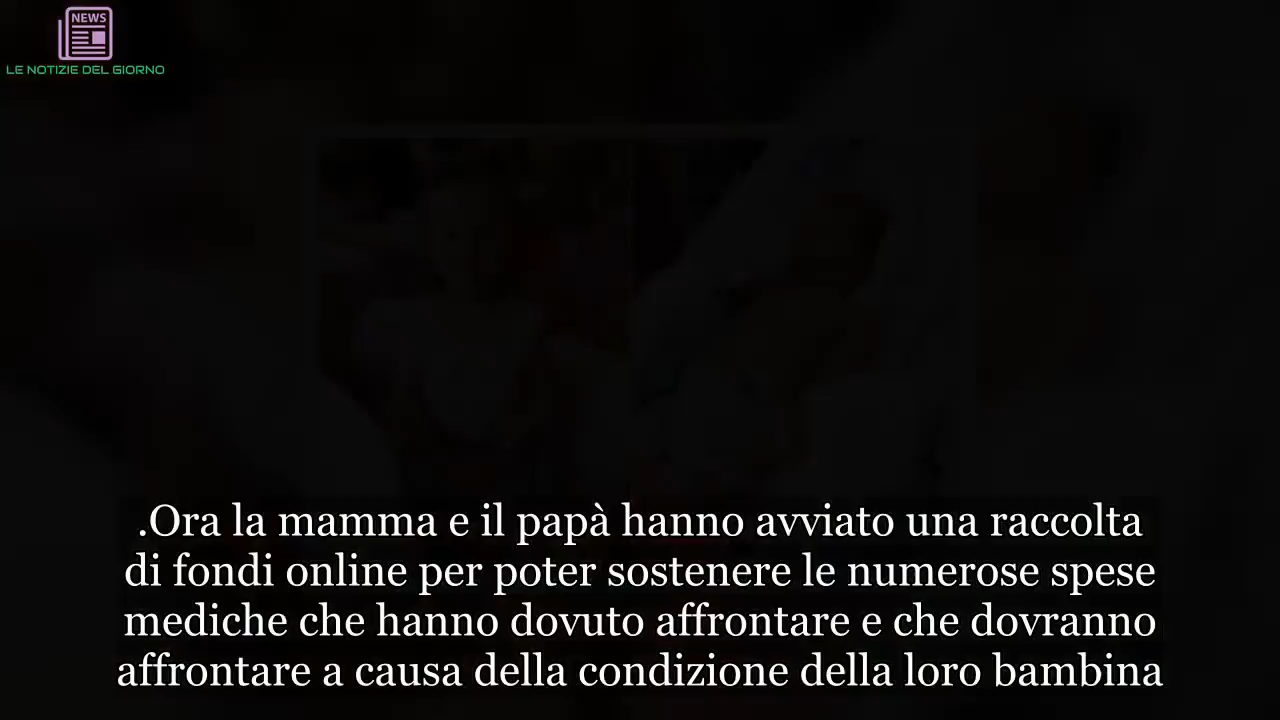 NEWS
LE NOTIZIE DEL GIORNO
.Ora la mamma e il papà hanno avviato una raccolta
di fondi online per poter sostenere le numerose spese
mediche che hanno dovuto affrontare e che dovranno
affrontare a causa della condizione della loro bambina